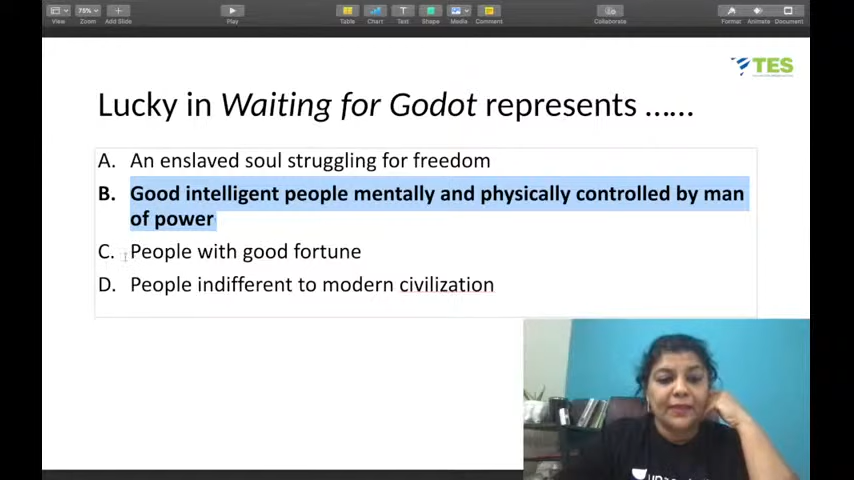 View
Zoom
Add Slide
Play
Table
Chart
Text
Shape
Media
Comment
Collaborate
Format
Animate
Document
75%
TES
Lucky in Waiting for Godot represents ......
A. An enslaved soul struggling for freedom
B. Good intelligent people mentally and physically controlled by man
of power
C. People with good fortune
D. People indifferent to modern civilization